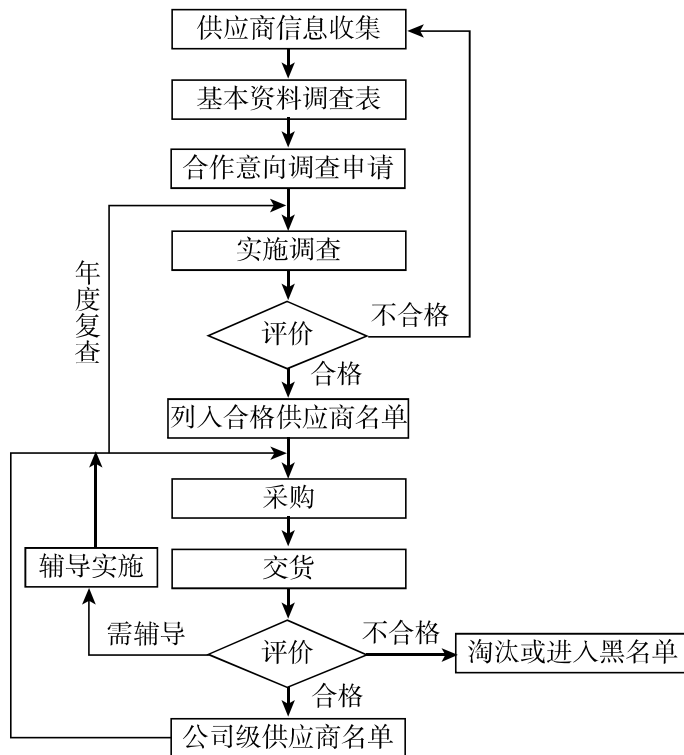 供应商信息收集
基本资料调查表
合作意向调查申请
实施调查
年度复查
评价
不合格
合格
列入合格供应商名单
采购
辅导实施
交货
需辅导
评价
不合格
淘汰或进入黑名单
合格
公司级供应商名单